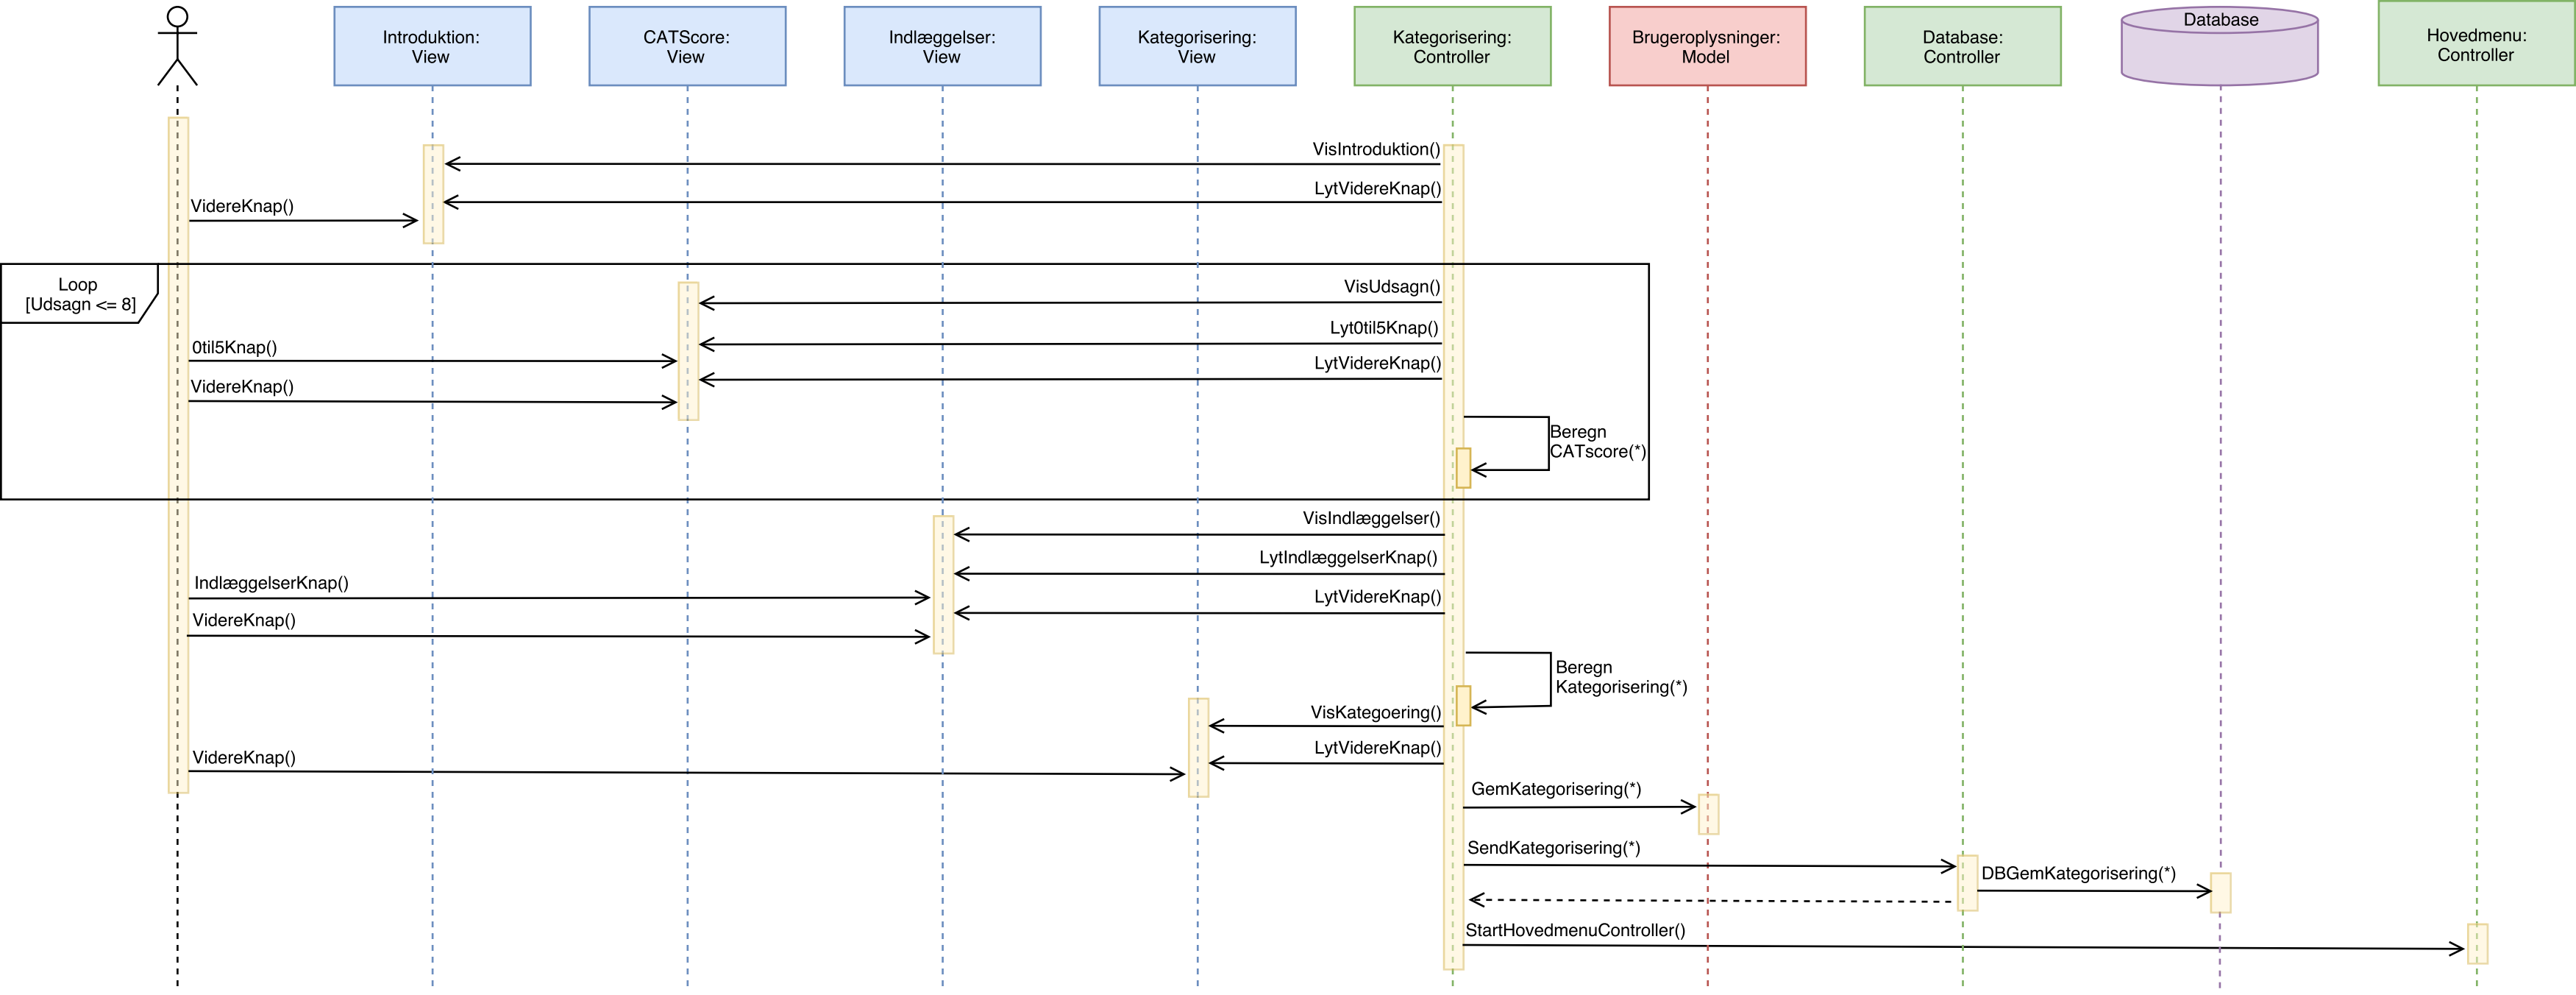 Introduktion:
View
CATScore:
View
Indlæggelser:
View
Kategorisering:
View
Kategorisering:
Controller
Brugeroplysninger:
Model
Database:
Controller
Database
Hovedmenu:
Controller
VisIntroduktion()
LytVidereKnap()
VidereKnap()
Loop
[Udsagn <= 8]
VisUdsagn()
Lyt0til5Knap()
0til5Knap()
LytVidereKnap()
VidereKnap()
Beregn
CATscore(*)
VisIndlæggelser()
LytIndlæggelserKnap()
IndlæggelserKnap()
LytVidereKnap()
VidereKnap()
Beregn
Kategorisering(*)
VisKategoering()
LytVidereKnap()
VidereKnap()
GemKategorisering(*)
SendKategorisering(*)
DBGemKategorisering(*)
StartHovedmenuController()